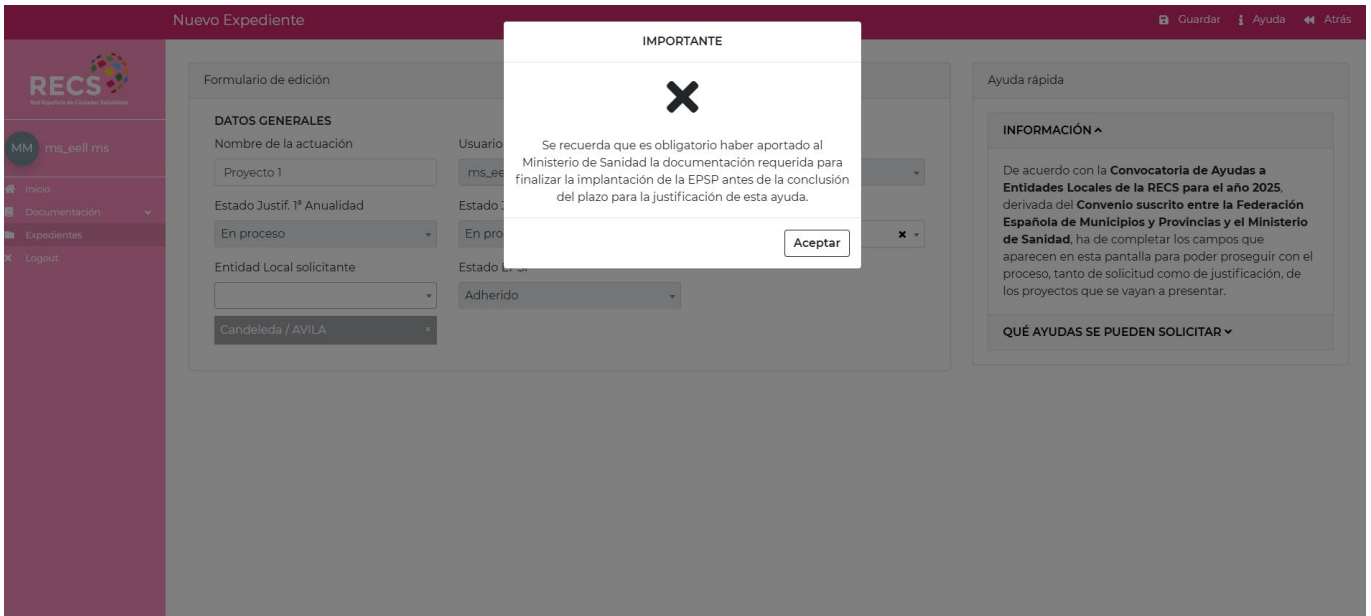 Nuevo Expediente
Guardar
Ayuda
Atrás
RECS
Red Española de Ciudades Saludables
MM ms_eell ms
Inicio
Documentación
Expedientes
Logout
Formulario de edición
DATOS GENERALES
Nombre de la actuación
Usuario
Proyecto 1
ms_ee
Estado Justif. 1ª Anualidad
Estado
En proceso
En pro
Entidad Local solicitante
Estado
Adherido
Candeleda / AVILA
IMPORTANTE
Se recuerda que es obligatorio haber aportado al
Ministerio de Sanidad la documentación requerida para
finalizar la implantación de la EPSP antes de la conclusión
del plazo para la justificación de esta ayuda.
Aceptar
Ayuda rápida
INFORMACIÓN
De acuerdo con la Convocatoria de Ayudas a
Entidades Locales de la RECS para el año 2025,
derivada del Convenio suscrito entre la Federación
Española de Municipios y Provincias y el Ministerio
de Sanidad, ha de completar los campos que
aparecen en esta pantalla para poder proseguir con el
proceso, tanto de solicitud como de justificación, de
los proyectos que se vayan a presentar.
QUÉ AYUDAS SE PUEDEN SOLICITAR